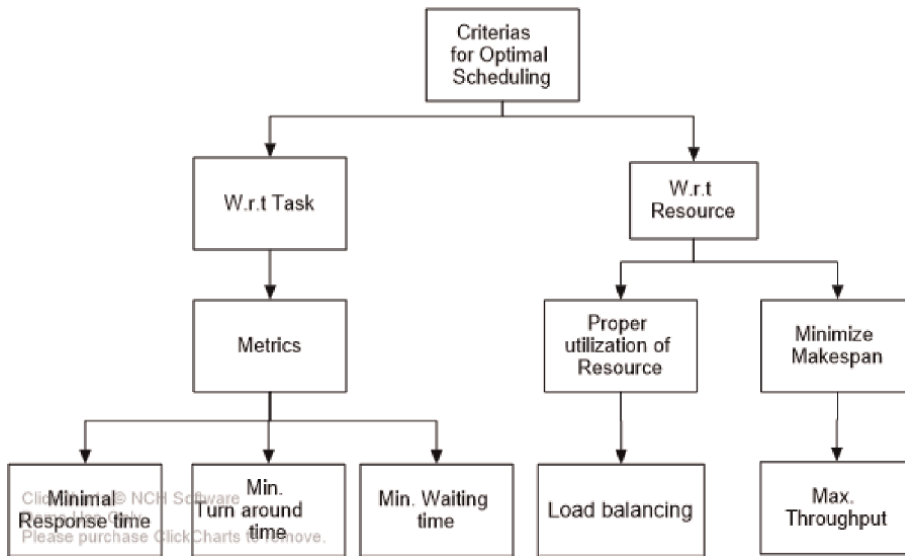 Criterias
for Optimal
Scheduling
W.r.t Task
W.r.t
Resource
Metrics
Proper
utilization of
Resource
Minimize
Makespan
Minimal
Response time
Min.
Turn around
time
Min. Waiting
time
Load balancing
Max.
Throughput
© NCH Software
Please purchase ClickCharts to remove.